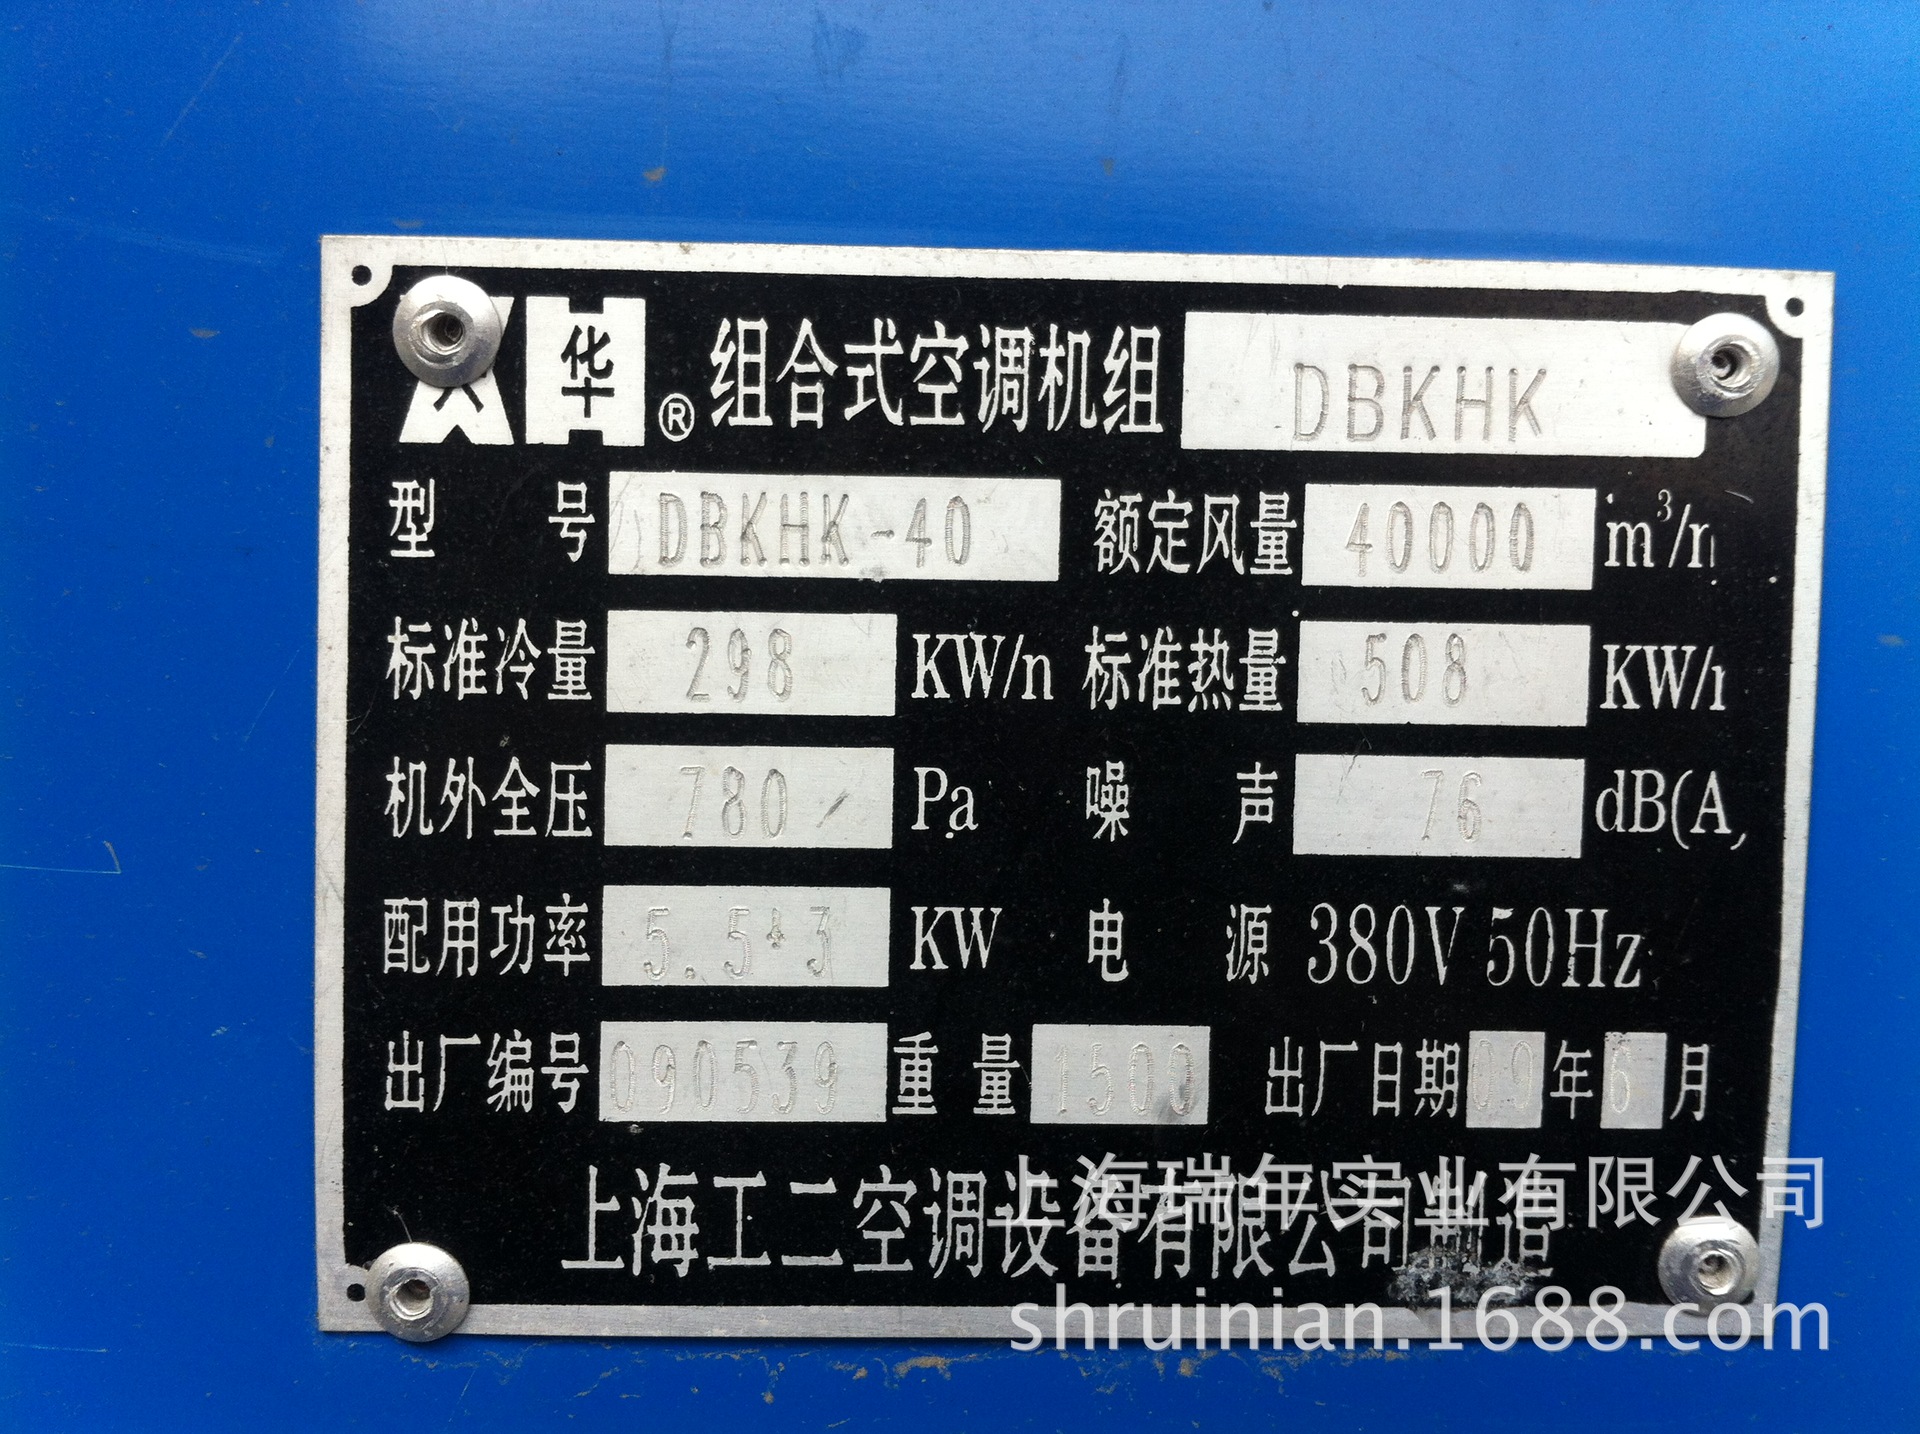 华® 组合式空调机组 DBKHK
型号 DBKHK-40 额定风量 40000 m³/h
标准冷量 298 KW/n 标准热量 508 KW/
机外全压 780 Pa 噪声 76 dB(A)
配用功率 5.5+3 KW 电源 380V 50Hz
出厂编号 090539 重量 1500 出厂日期 09 年 6 月
上海工二空调设备有限公司制造
上海瑞年实业有限公司
shruinian.1688.com